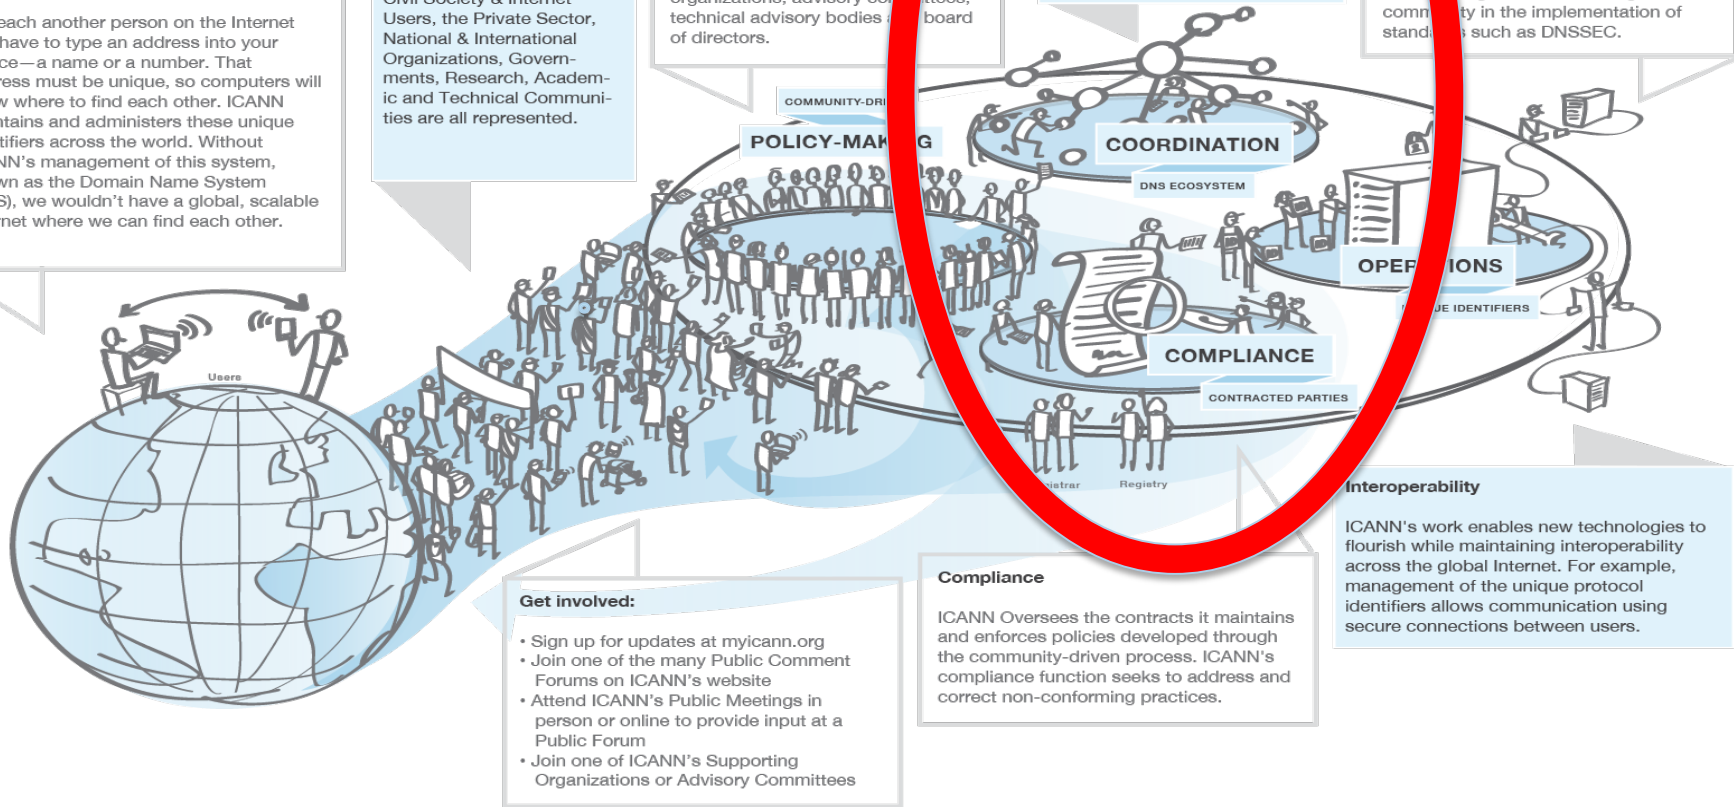 each another person on the Internet
have to type an address into your
ce—a name or a number. That
ress must be unique, so computers will
w where to find each other. ICANN
ntains and administers these unique
tifiers across the world. Without
NN's management of this system,
wn as the Domain Name System
S), we wouldn't have a global, scalable
rnet where we can find each other.
Civil Society & Internet
Users, the Private Sector,
National & International
Organizations, Govern-
ments, Research, Academ-
ic and Technical Communi-
ties are all represented.
organizations, advisory committees,
technical advisory bodies a board
of directors.
comm ty in the implementation of
stand s such as DNSSEC.
COMMUNITY-DRI
POLICY-MAK G
COORDINATION
DNS ECOSYSTEM
OPER IONS
UE IDENTIFIERS
COMPLIANCE
CONTRACTED PARTIES
Users
istrar
Registry
Interoperability
ICANN's work enables new technologies to
flourish while maintaining interoperability
across the global Internet. For example,
management of the unique protocol
identifiers allows communication using
secure connections between users.
Compliance
ICANN Oversees the contracts it maintains
and enforces policies developed through
the community-driven process. ICANN's
compliance function seeks to address and
correct non-conforming practices.
Get involved:
• Sign up for updates at myicann.org
• Join one of the many Public Comment
Forums on ICANN's website
• Attend ICANN's Public Meetings in
person or online to provide input at a
Public Forum
• Join one of ICANN's Supporting
Organizations or Advisory Committees